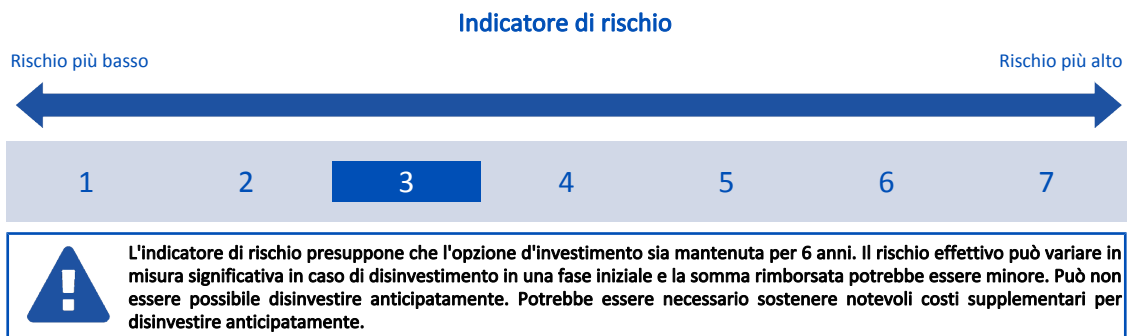 Indicatore di rischio
Rischio più basso
Rischio più alto
1 2 3 4 5 6 7
L'indicatore di rischio presuppone che l'opzione d'investimento sia mantenuta per 6 anni. Il rischio effettivo può variare in
misura significativa in caso di disinvestimento in una fase iniziale e la somma rimborsata potrebbe essere minore. Può non
essere possibile disinvestire anticipatamente. Potrebbe essere necessario sostenere notevoli costi supplementari per
disinvestire anticipatamente.